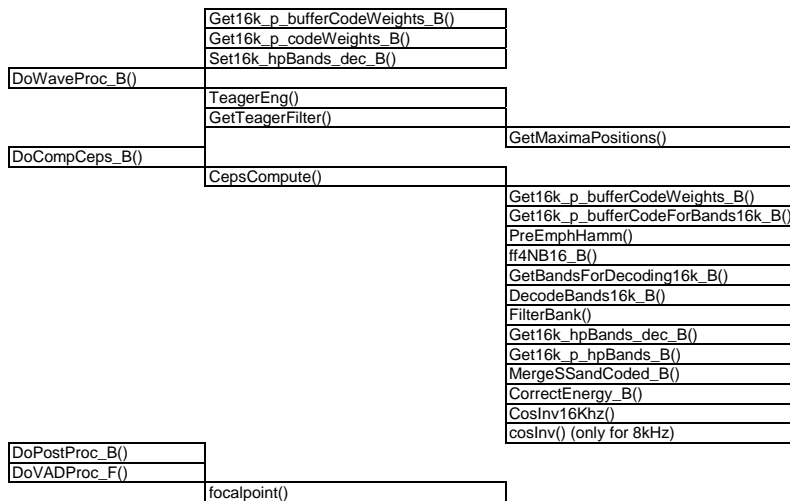 Get16k_p_bufferCodeWeights_B()
Get16k_p_codeWeights_B()
Set16k_hpBands_dec_B()
DoWaveProc_B()
TeagerEng()
GetTeagerFilter()
GetMaximaPositions()
DoCompCeps_B()
CepsCompute()
Get16k_p_bufferCodeWeights_B()
Get16k_p_bufferCodeForBands16k_B()
PreEmphHamm()
ff4NB16_B()
GetBandsForDecoding16k_B()
DecodeBands16k_B()
FilterBank()
Get16k_hpBands_dec_B()
Get16k_p_hpBands_B()
MergeSSandCoded_B()
CorrectEnergy_B()
CosInv16Khz()
cosInv() (only for 8kHz)
DoPostProc_B()
DoVADProc_F()
focalpoint()